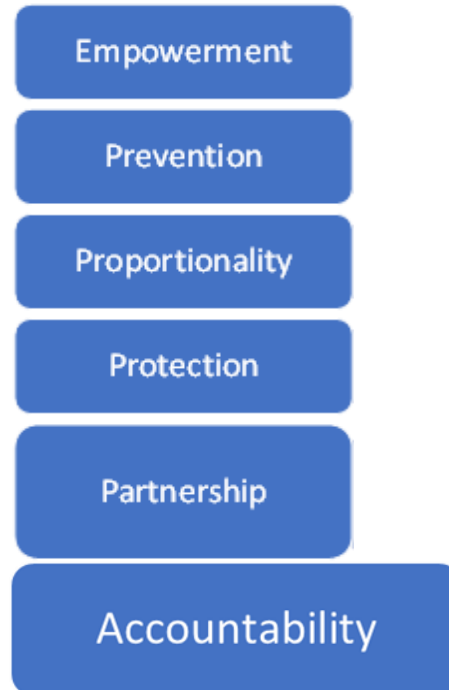 Empowerment
Prevention
Proportionality
Protection
Partnership
Accountability